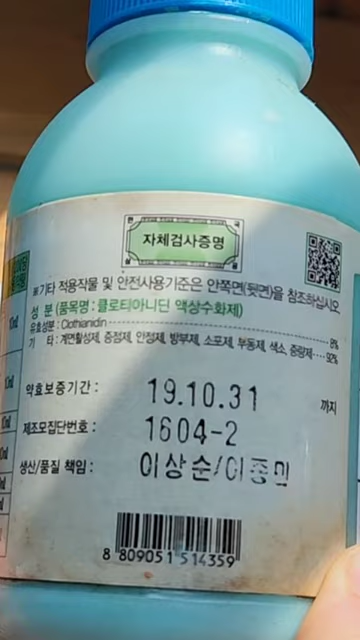 자체검사증명
※기타 적용작물 및 안전사용기준은 안쪽면(뒷면)을 참조하십시오.
성 분 (품목명 : 클로티아니딘 액상수화제)
유효성분 : Clothianidin 8%
기 타 : 계면활성제, 증점제, 안정제, 방부제, 소포제, 부동제, 색소, 증량제 92%
약효보증기간 : 19.10.31 까지
제조모집단번호 : 1604-2
생산/품질 책임 : 이상순/이종
8 809051 514359